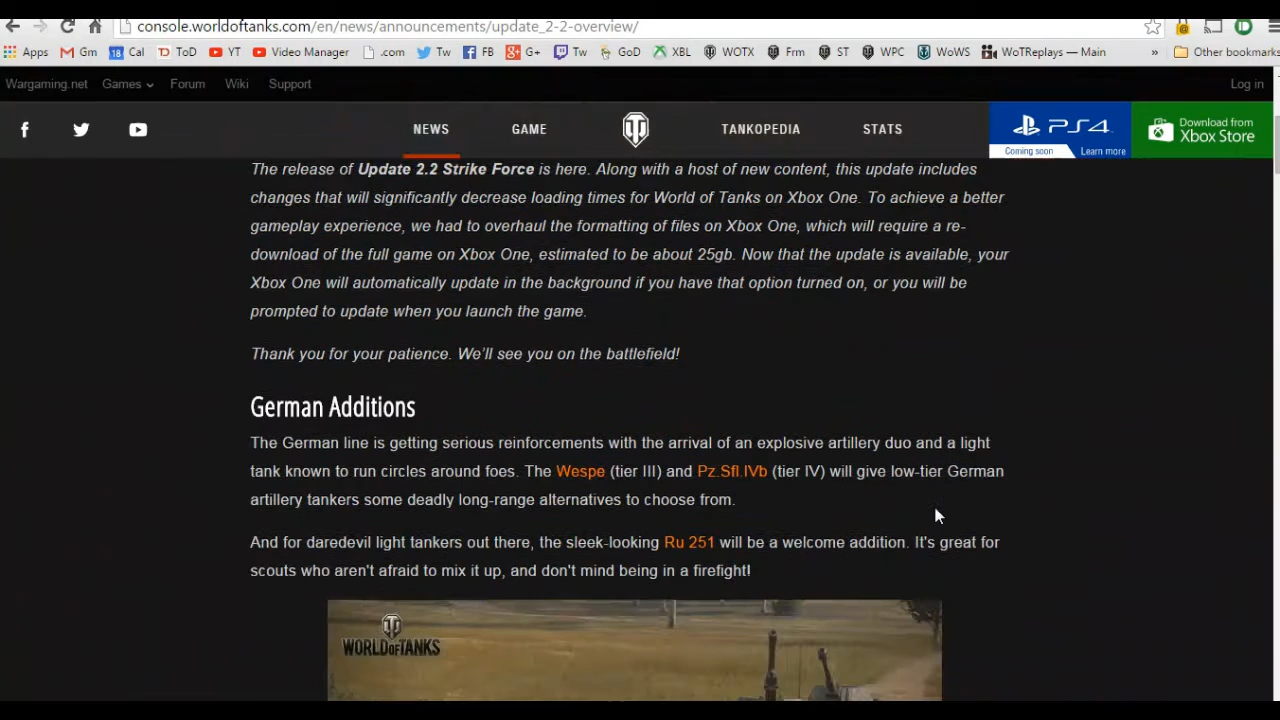 console.worldoftanks.com/en/news/announcements/update_2-2-overview/
Apps Gm Cal ToD YT Video Manager .com Tw FB G+ Tw GoD XBL WOTX Frm ST WPC WoWS WoTReplays — Main » Other bookmarks
Wargaming.net Games Forum Wiki Support Log in
NEWS GAME TANKOPEDIA STATS
PS4
Coming soon Learn more
Download from
Xbox Store
The release of Update 2.2 Strike Force is here. Along with a host of new content, this update includes
changes that will significantly decrease loading times for World of Tanks on Xbox One. To achieve a better
gameplay experience, we had to overhaul the formatting of files on Xbox One, which will require a re-
download of the full game on Xbox One, estimated to be about 25gb. Now that the update is available, your
Xbox One will automatically update in the background if you have that option turned on, or you will be
prompted to update when you launch the game.
Thank you for your patience. We'll see you on the battlefield!
German Additions
The German line is getting serious reinforcements with the arrival of an explosive artillery duo and a light
tank known to run circles around foes. The Wespe (tier III) and Pz.Sfl.IVb (tier IV) will give low-tier German
artillery tankers some deadly long-range alternatives to choose from.
And for daredevil light tankers out there, the sleek-looking Ru 251 will be a welcome addition. It's great for
scouts who aren't afraid to mix it up, and don't mind being in a firefight!
WORLD OF TANKS